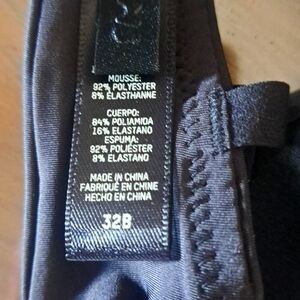 MOUSSE:
92% POLYESTER
8% ÉLASTHANNE
CUERPO:
84% POLIAMIDA
16% ELASTANO
ESPUMA:
92% POLIÉSTER
8% ELASTANO
MADE IN CHINA
FABRIQUÉ EN CHINE
HECHO EN CHINA
32B